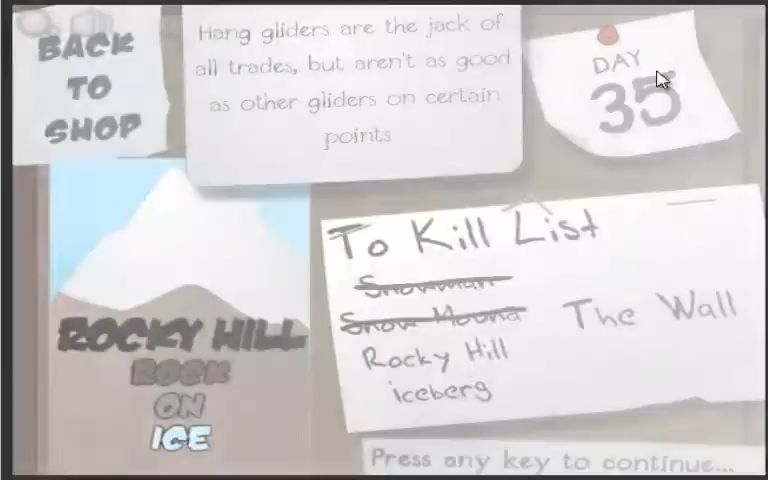 BACK
TO
SHOP
Hang gliders are the jack of
all trades, but aren't as good
as other gliders on certain
points
DAY
35
To Kill List
Snowman
Snow Mound
Rocky Hill
iceberg
The Wall
ROCKY HILL
ROCK
ON
ICE
Press any key to continue...